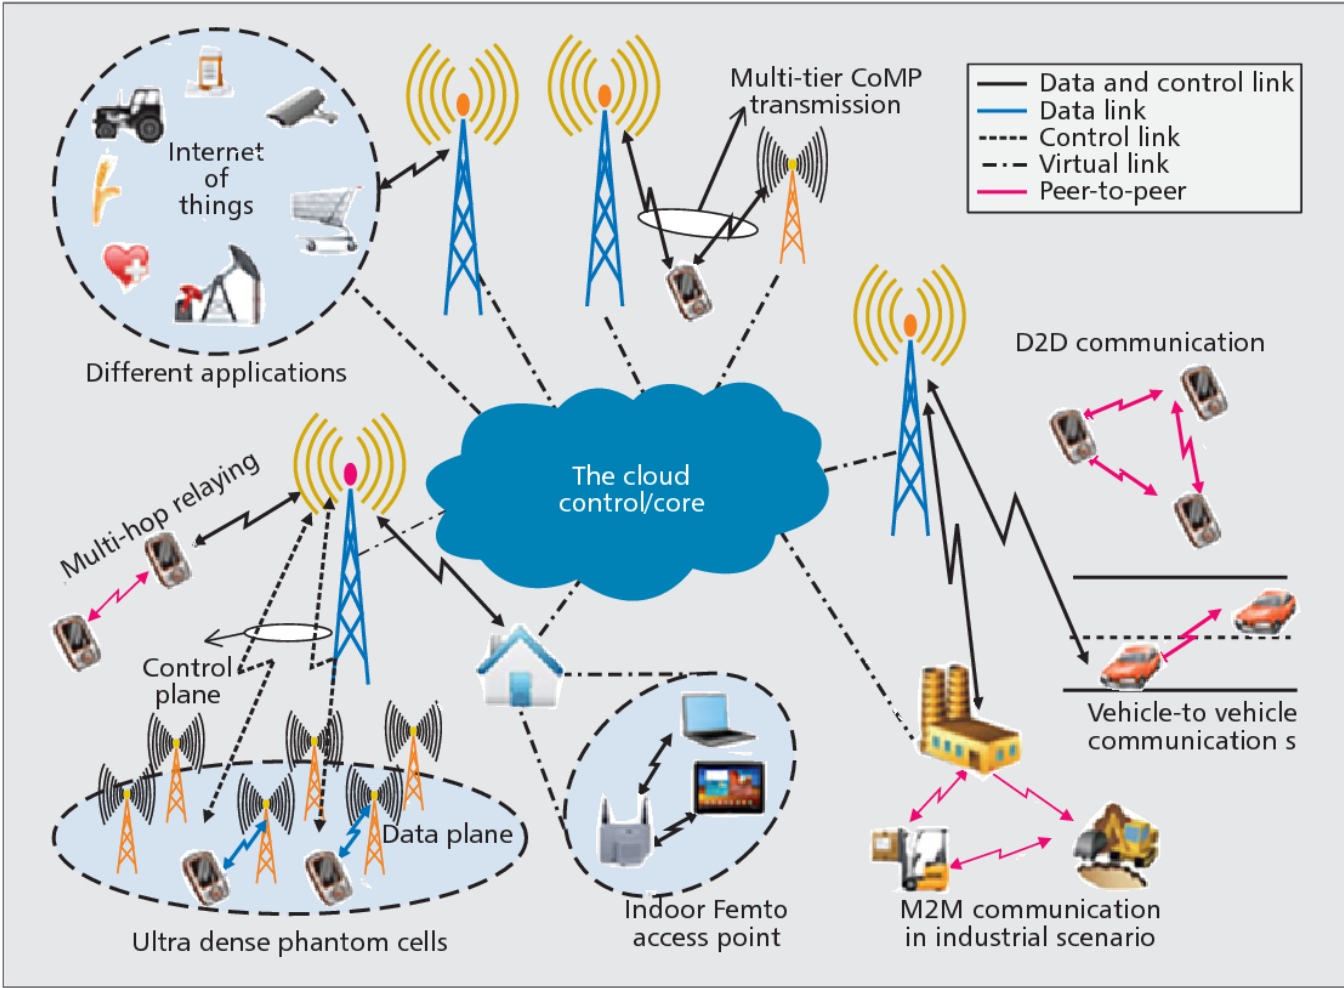 Multi-tier CoMP
transmission
Data and control link
Data link
Control link
Virtual link
Peer-to-peer
Internet
of
things
Different applications
D2D communication
The cloud
control/core
Multi-hop relaying
Control
plane
Vehicle-to vehicle
communication s
Data plane
Ultra dense phantom cells
Indoor Femto
access point
M2M communication
in industrial scenario